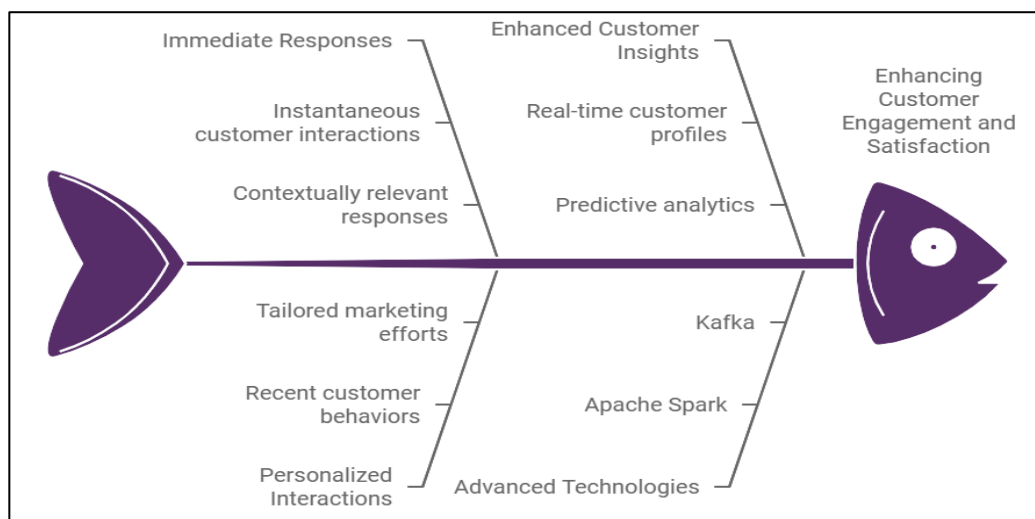 Immediate Responses
Instantaneous
customer interactions
Contextually relevant
responses
Enhanced Customer
Insights
Real-time customer
profiles
Predictive analytics
Enhancing
Customer
Engagement and
Satisfaction
Tailored marketing
efforts
Recent customer
behaviors
Personalized
Interactions
Kafka
Apache Spark
Advanced Technologies